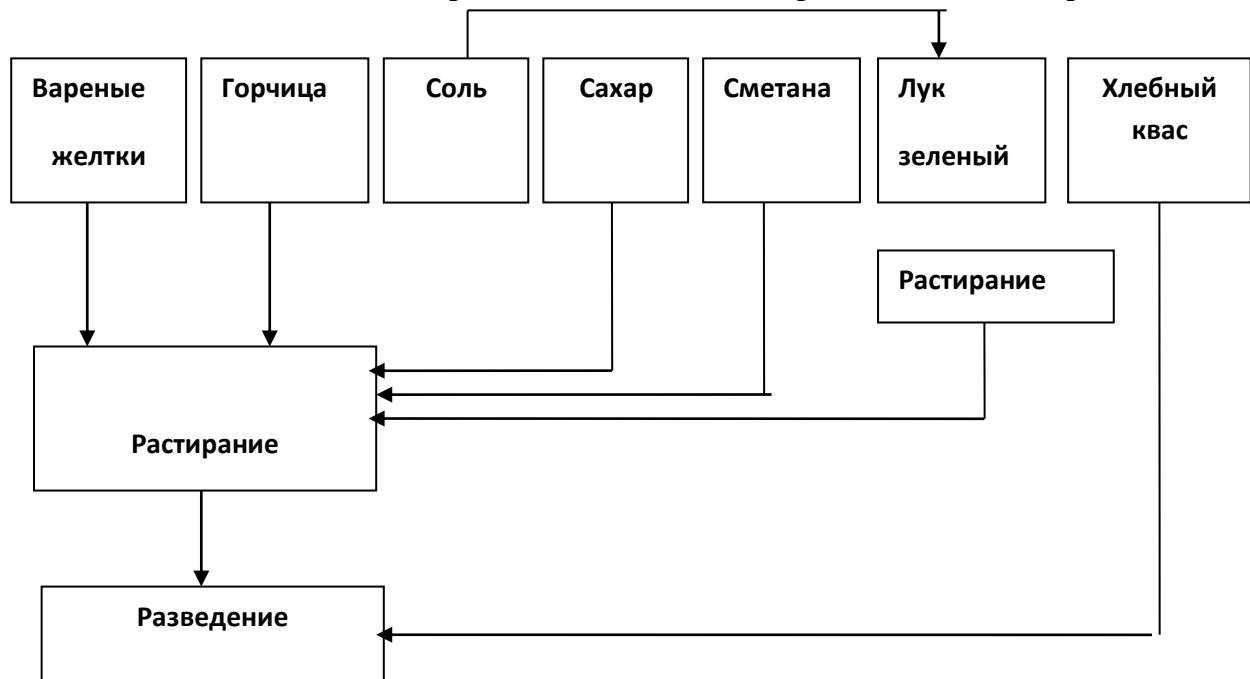 Вареные
желтки
Горчица
Соль
Сахар
Сметана
Лук
зеленый
Хлебный
квас
Растирание
Растирание
Разведение